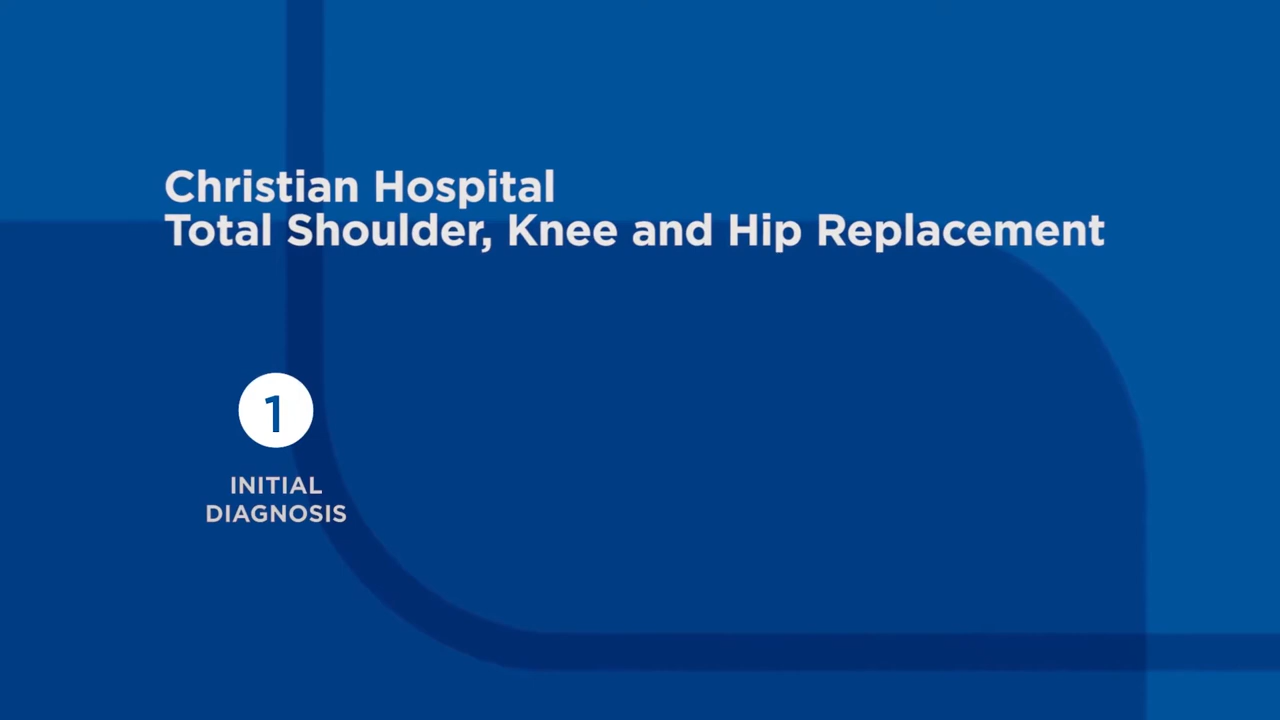 Christian Hospital
Total Shoulder, Knee and Hip Replacement
1
INITIAL
DIAGNOSIS